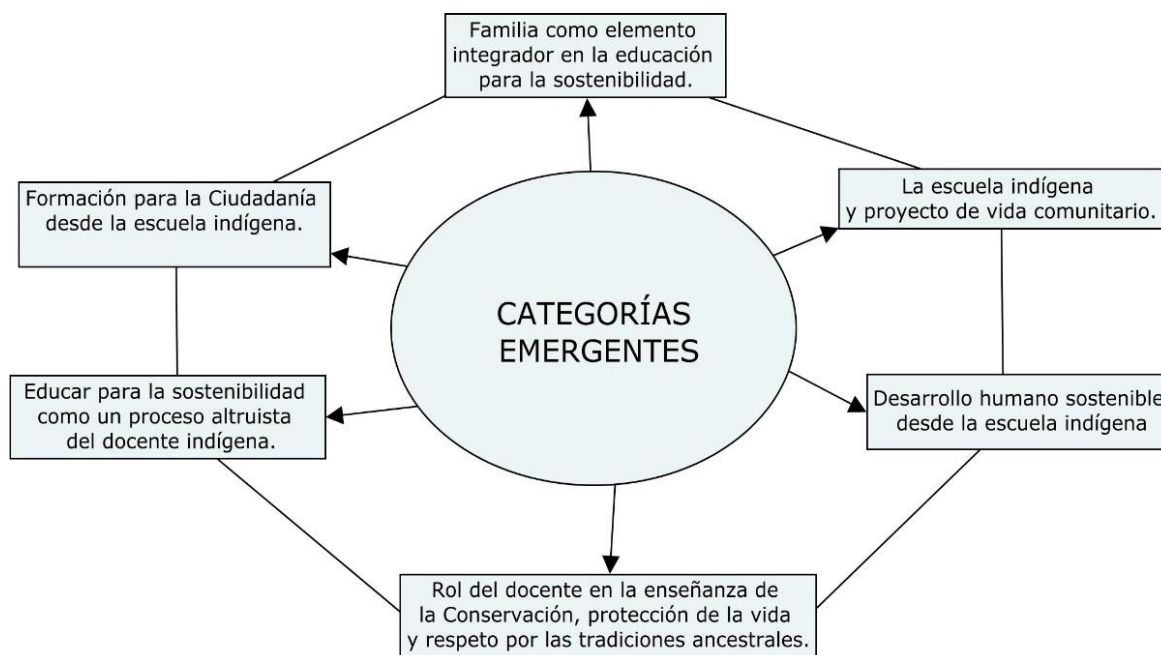 Familia como elemento
integrador en la educación
para la sostenibilidad.
Formación para la Ciudadanía
desde la escuela indígena.
La escuela indígena
y proyecto de vida comunitario.
CATEGORÍAS
EMERGENTES
Educar para la sostenibilidad
como un proceso altruista
del docente indígena.
Desarrollo humano sostenible
desde la escuela indígena
Rol del docente en la enseñanza de
la Conservación, protección de la vida
y respeto por las tradiciones ancestrales.